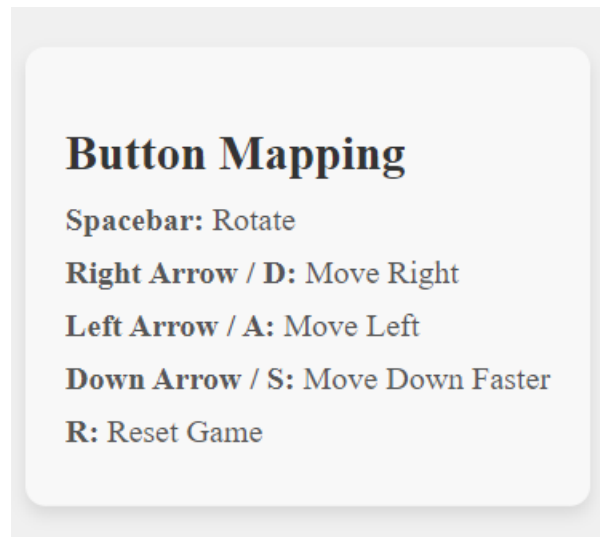 Button Mapping
Spacebar: Rotate
Right Arrow / D: Move Right
Left Arrow / A: Move Left
Down Arrow / S: Move Down Faster
R: Reset Game